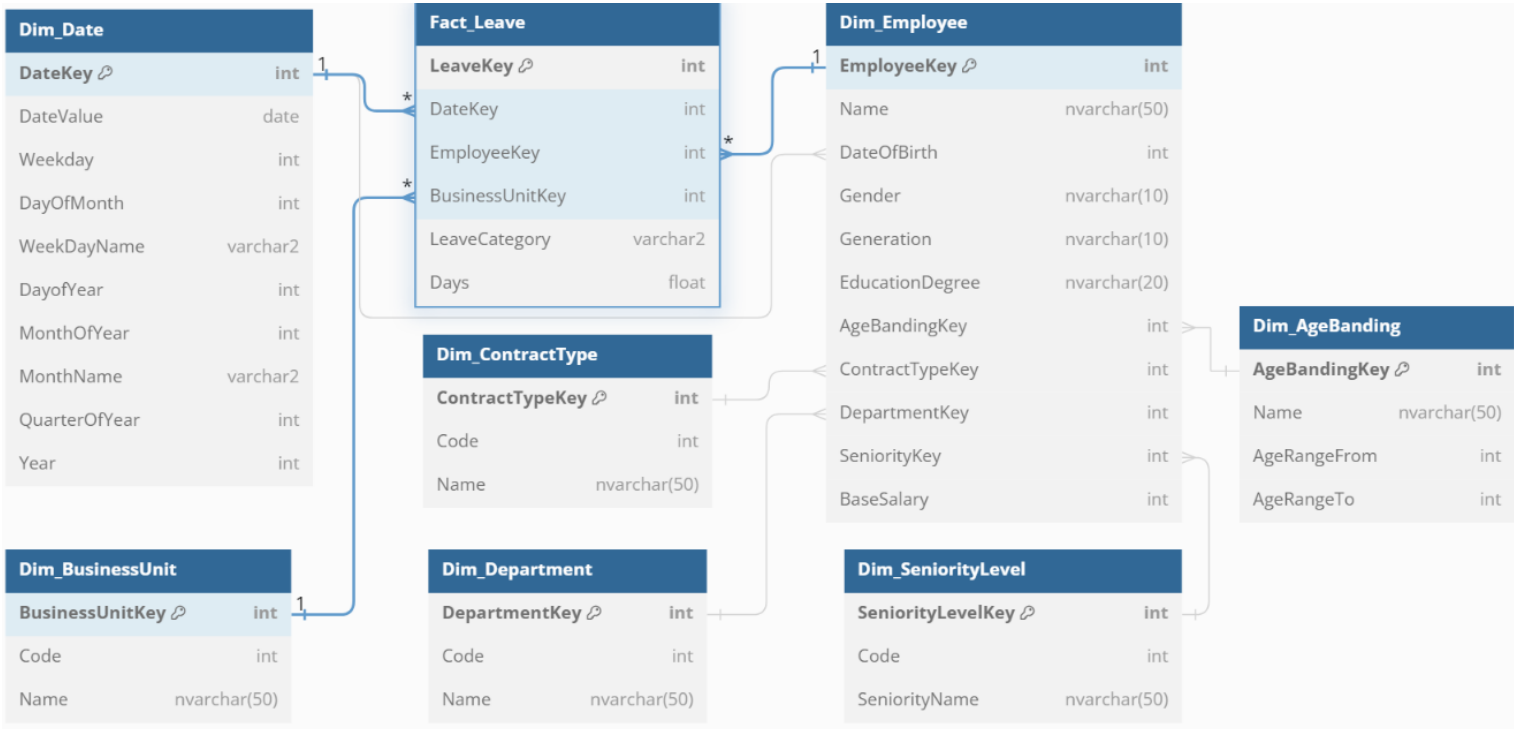 Dim_Date
DateKey int
DateValue date
Weekday int
DayOfMonth int
WeekDayName varchar2
DayofYear int
MonthOfYear int
MonthName varchar2
QuarterOfYear int
Year int
1
*
Fact_Leave
LeaveKey int
DateKey int
EmployeeKey int
BusinessUnitKey int
LeaveCategory varchar2
Days float
*
*
1
Dim_Employee
EmployeeKey int
Name nvarchar(50)
DateOfBirth int
Gender nvarchar(10)
Generation nvarchar(10)
EducationDegree nvarchar(20)
AgeBandingKey int
ContractTypeKey int
DepartmentKey int
SeniorityKey int
BaseSalary int
Dim_AgeBanding
AgeBandingKey int
Name nvarchar(50)
AgeRangeFrom int
AgeRangeTo int
Dim_ContractType
ContractTypeKey int
Code int
Name nvarchar(50)
Dim_BusinessUnit
BusinessUnitKey int
Code int
Name nvarchar(50)
1
Dim_Department
DepartmentKey int
Code int
Name nvarchar(50)
Dim_SeniorityLevel
SeniorityLevelKey int
Code int
SeniorityName nvarchar(50)